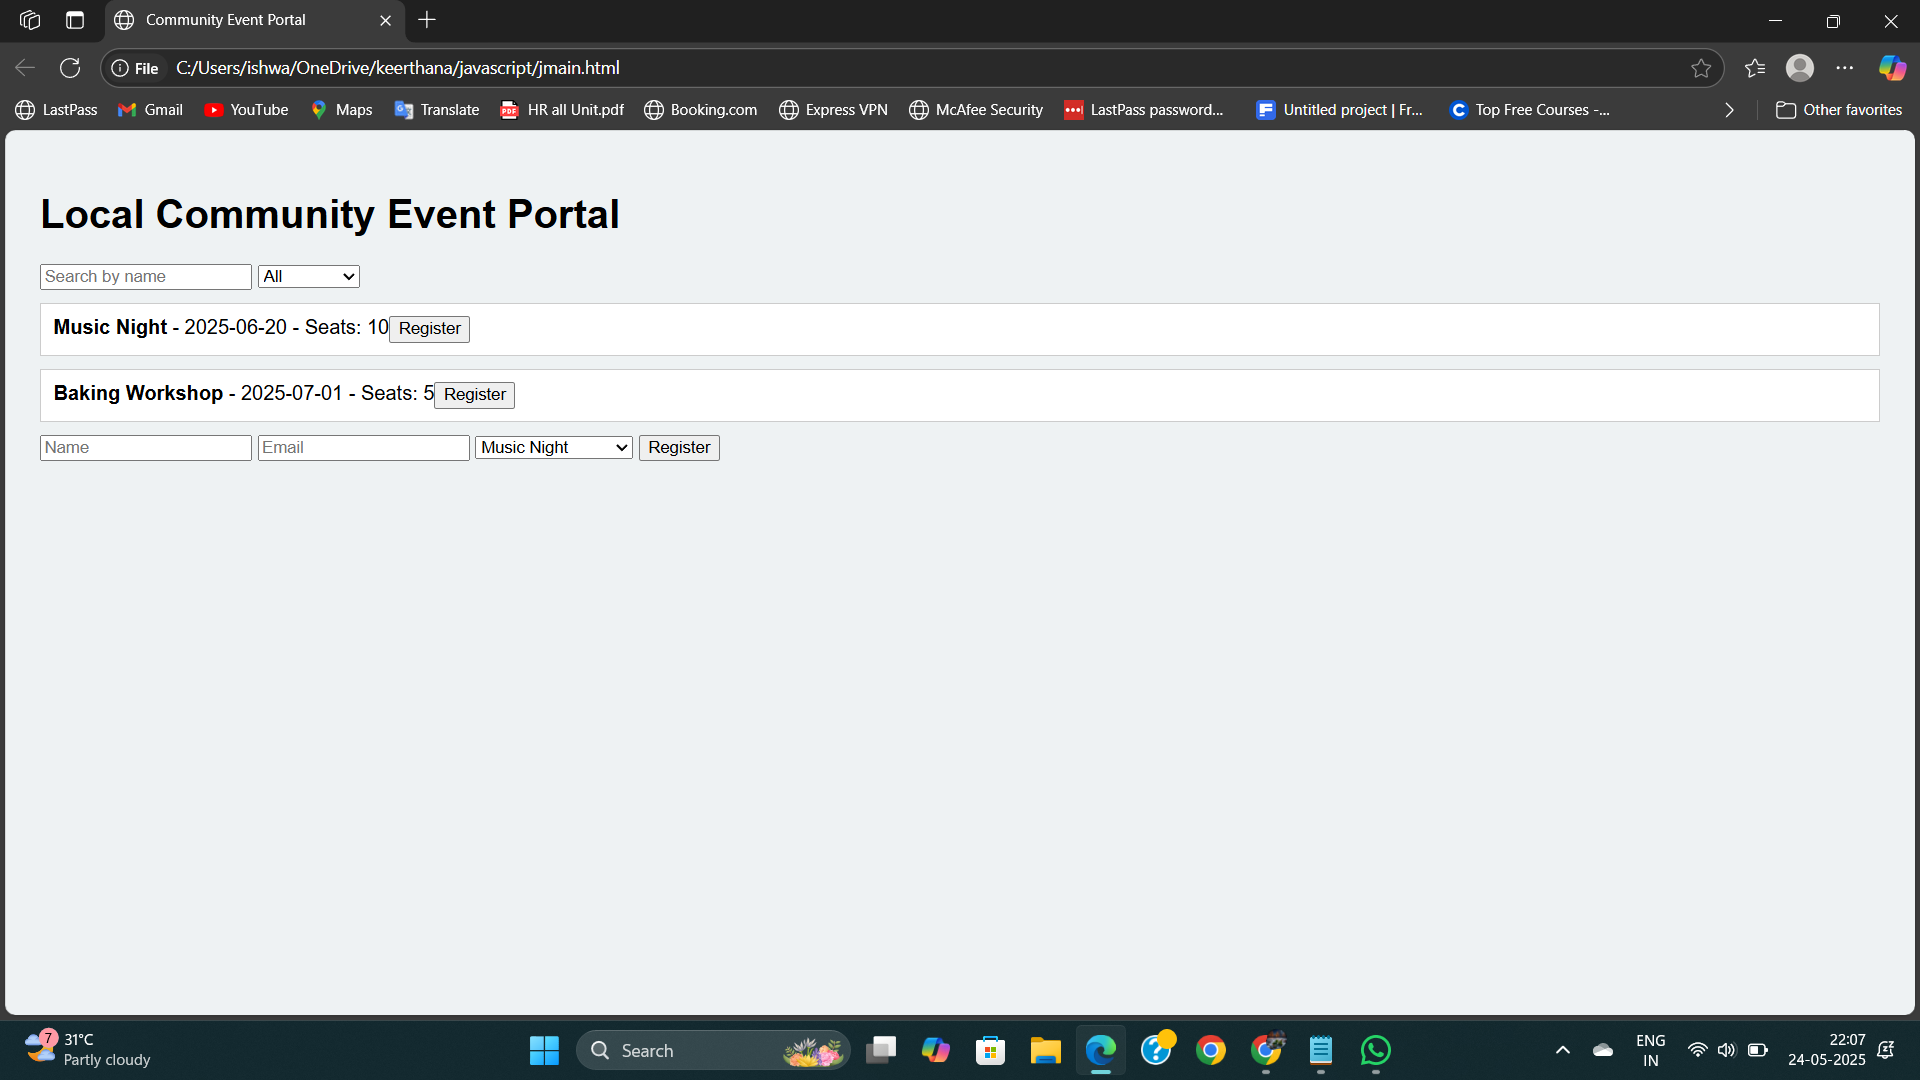 Community Event Portal
File C:/Users/ishwa/OneDrive/keerthana/javascript/jmain.html
LastPass Gmail YouTube Maps Translate HR all Unit.pdf Booking.com Express VPN McAfee Security LastPass password... Untitled project | Fr... Top Free Courses -... Other favorites
Local Community Event Portal
Search by name All
Music Night - 2025-06-20 - Seats: 10 Register
Baking Workshop - 2025-07-01 - Seats: 5 Register
Name Email Music Night Register
7 31°C
Partly cloudy
Search
ENG
IN
22:07
24-05-2025